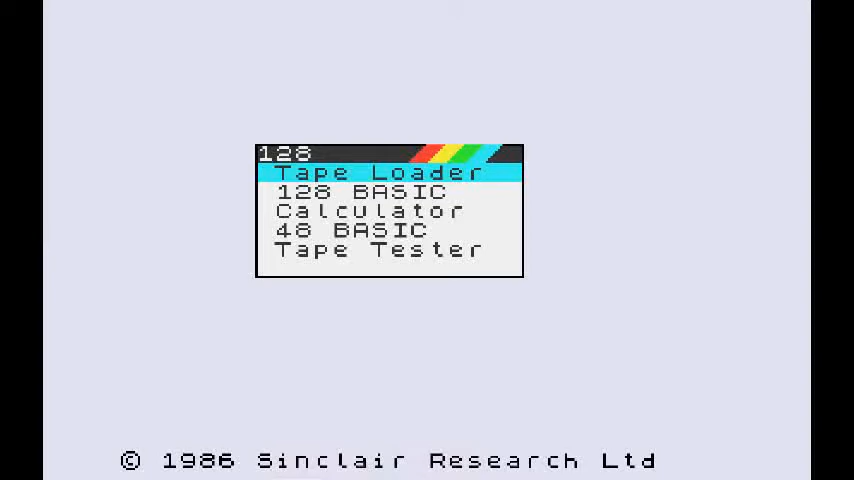 128
Tape Loader
128 BASIC
Calculator
48 BASIC
Tape Tester
© 1986 Sinclair Research Ltd